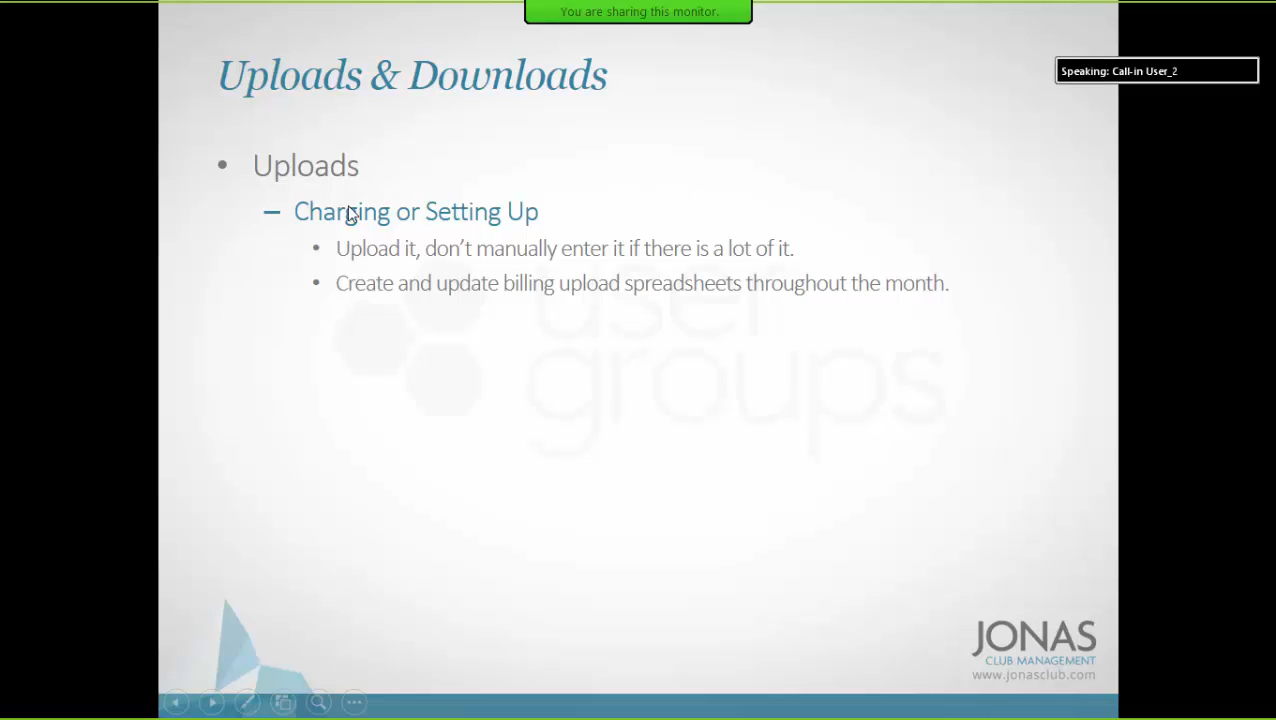 You are sharing this monitor.
Speaking: Call-in User_2
Uploads & Downloads
• Uploads
– Charging or Setting Up
• Upload it, don’t manually enter it if there is a lot of it.
• Create and update billing upload spreadsheets throughout the month.
user
groups
JONAS
CLUB MANAGEMENT
www.jonasclub.com